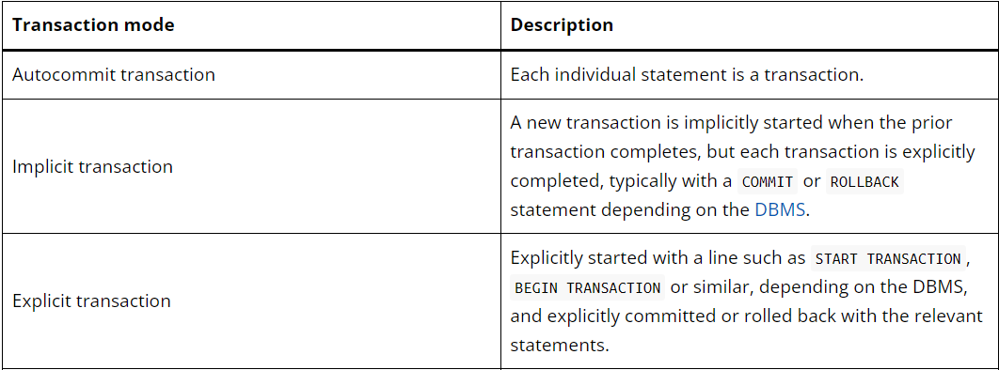 Transaction mode
Description
Autocommit transaction
Each individual statement is a transaction.
Implicit transaction
A new transaction is implicitly started when the prior
transaction completes, but each transaction is explicitly
completed, typically with a COMMIT or ROLLBACK
statement depending on the DBMS.
Explicit transaction
Explicitly started with a line such as START TRANSACTION,
BEGIN TRANSACTION or similar, depending on the DBMS,
and explicitly committed or rolled back with the relevant
statements.